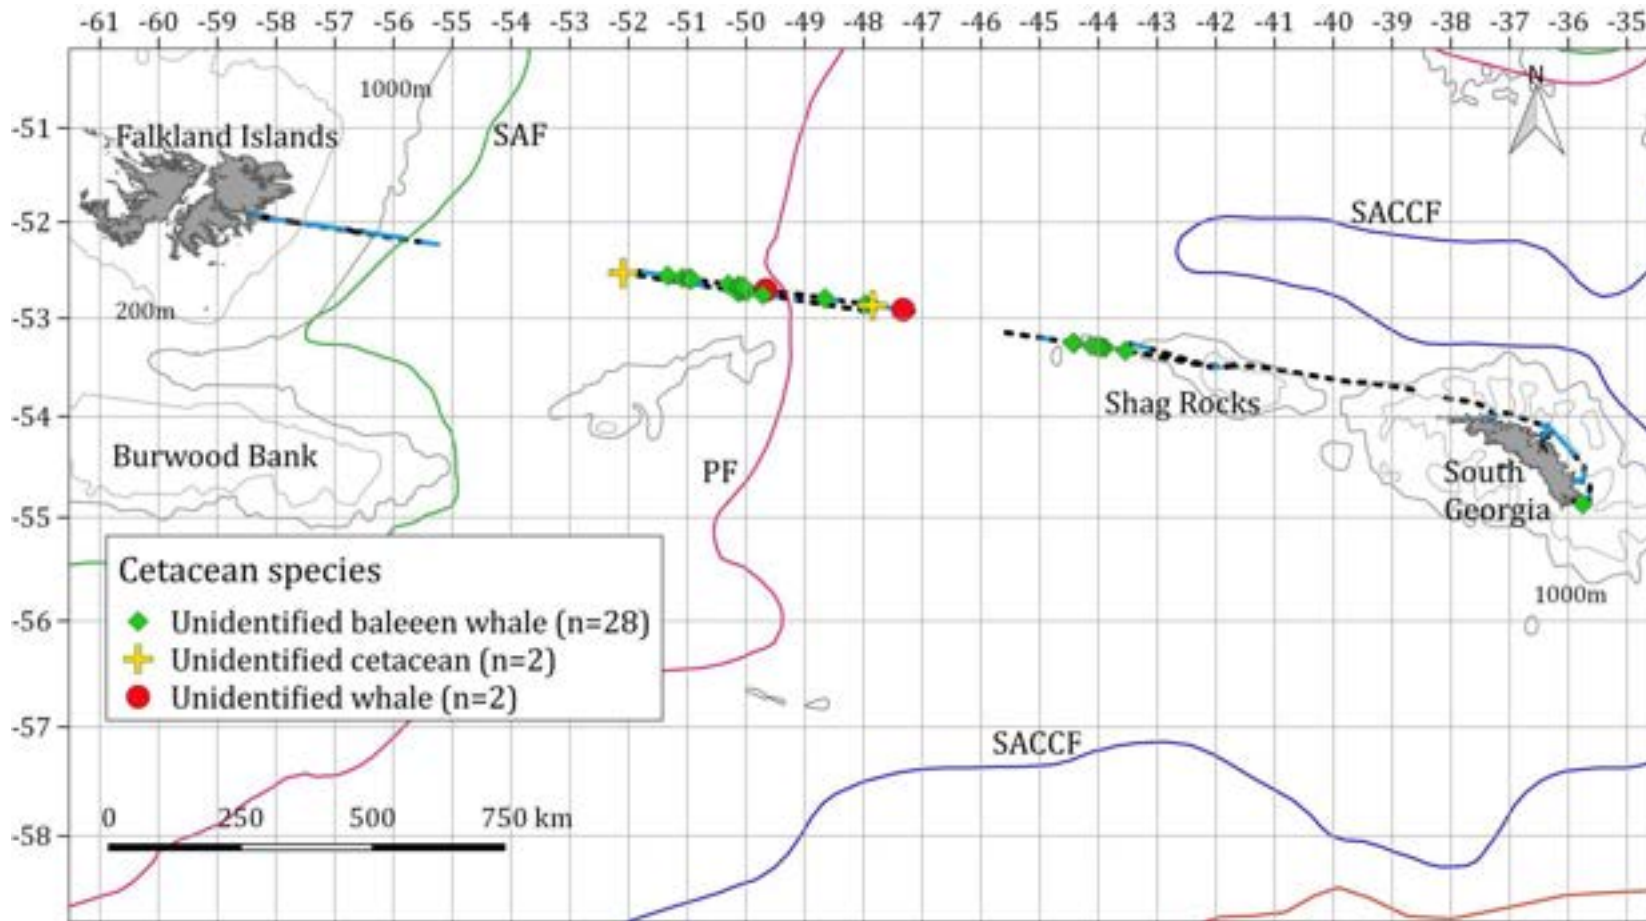 -61 -60 -59 -58 -57 -56 -55 -54 -53 -52 -51 -50 -49 -48 -47 -46 -45 -44 -43 -42 -41 -40 -39 -38 -37 -36 -35
N
1000m
-51
Falkland Islands
SAF
-52
SACCF
200m
-53
Shag Rocks
-54
Burwood Bank
PF
South
Georgia
-55
Cetacean species
1000m
-56
Unidentified baleeen whale (n=28)
Unidentified cetacean (n=2)
Unidentified whale (n=2)
-57
SACCF
0 250 500 750 km
-58